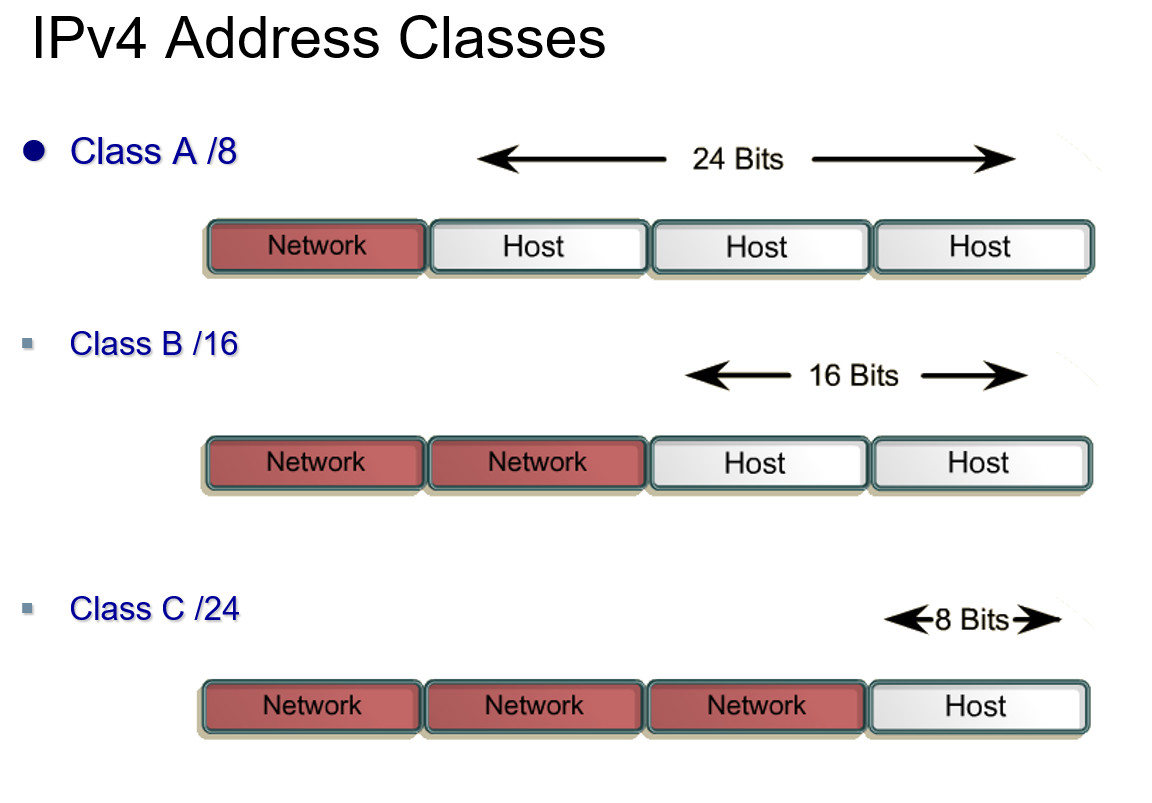 IPv4 Address Classes
Class A /8
24 Bits
Network Host Host Host
Class B /16
16 Bits
Network Network Host Host
Class C /24
8 Bits
Network Network Network Host